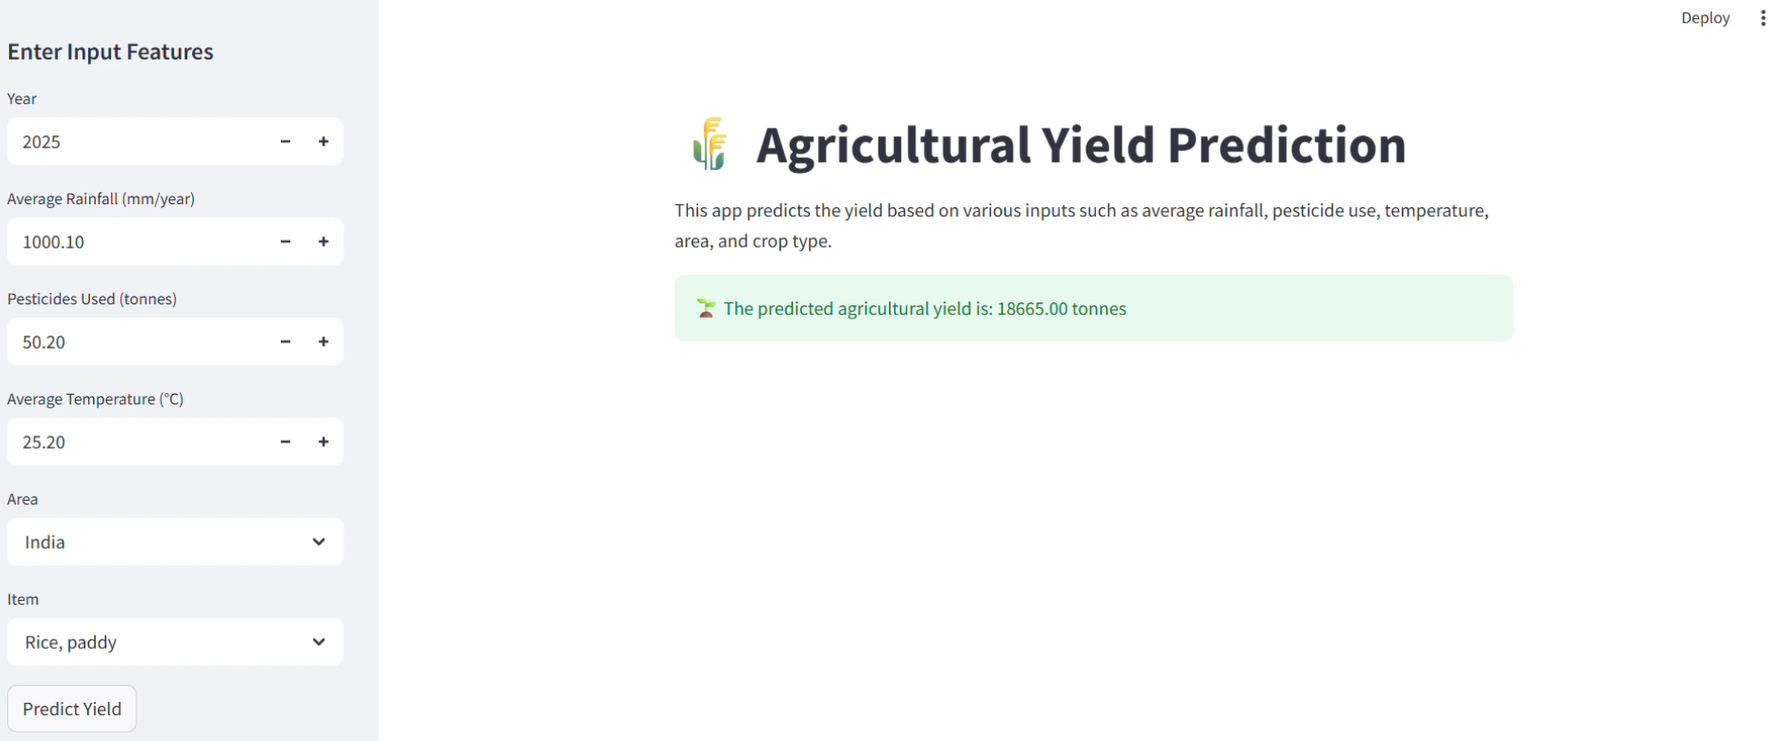 Deploy
Enter Input Features
Year
2025
Average Rainfall (mm/year)
1000.10
Pesticides Used (tonnes)
50.20
Average Temperature (°C)
25.20
Area
India
Item
Rice, paddy
Predict Yield
Agricultural Yield Prediction
This app predicts the yield based on various inputs such as average rainfall, pesticide use, temperature,
area, and crop type.
The predicted agricultural yield is: 18665.00 tonnes